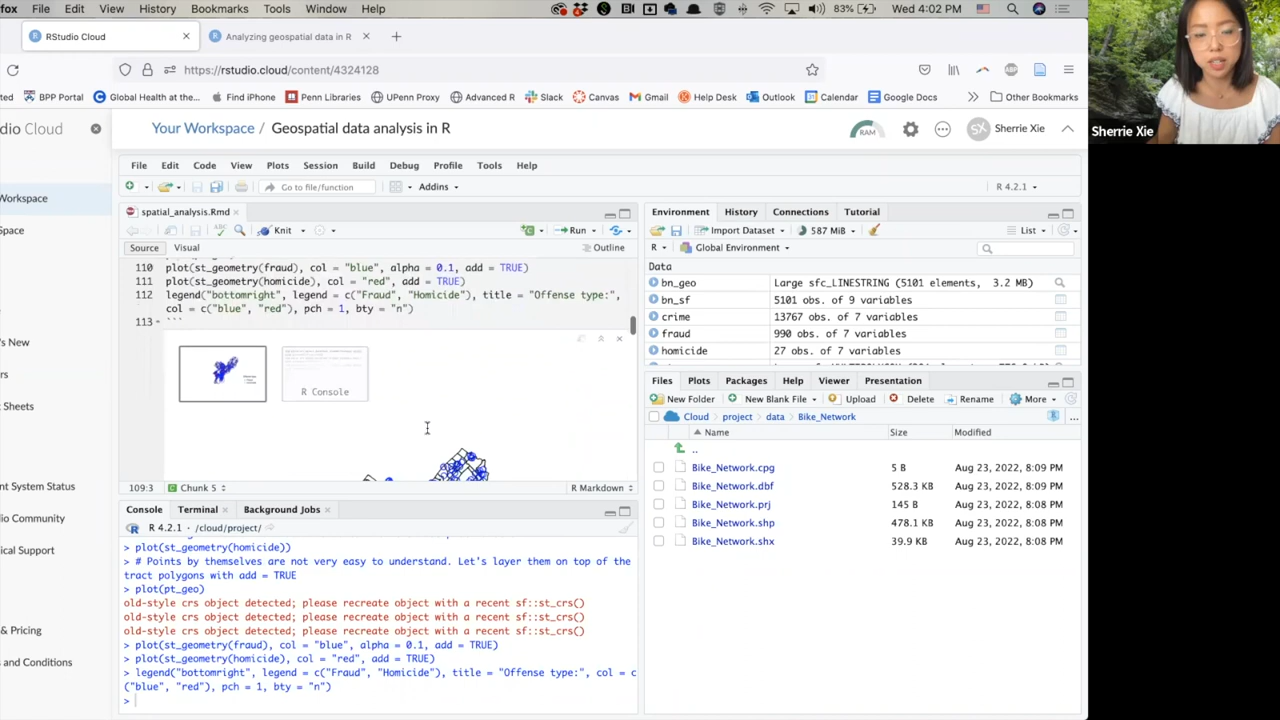 fox File Edit View History Bookmarks Tools Window Help 83% Wed 4:02 PM
RStudio Cloud
Analyzing geospatial data in R
https://rstudio.cloud/content/4324128
ted BPP Portal Global Health at the... Find iPhone Penn Libraries UPenn Proxy Advanced R Slack Canvas Gmail Help Desk Outlook Calendar Google Docs Other Bookmarks
dio Cloud
Your Workspace / Geospatial data analysis in R
RAM
SX Sherrie Xie
Sherrie Xie
File Edit Code View Plots Session Build Debug Profile Tools Help
Go to file/function Addins R 4.2.1
Workspace
Space
's New
rs
t Sheets
ent System Status
io Community
ical Support
& Pricing
s and Conditions
spatial_analysis.Rmd
Knit Run
Source Visual Outline
110 plot(st_geometry(fraud), col = "blue", alpha = 0.1, add = TRUE)
111 plot(st_geometry(homicide), col = "red", add = TRUE)
112 legend("bottomright", legend = c("Fraud", "Homicide"), title = "Offense type:",
col = c("blue", "red"), pch = 1, bty = "n")
113 ```
R Console
109:3 Chunk 5 R Markdown
Console Terminal Background Jobs
R 4.2.1 · /cloud/project/
> plot(st_geometry(homicide))
> # Points by themselves are not very easy to understand. Let's layer them on top of the
tract polygons with add = TRUE
> plot(pt_geo)
old-style crs object detected; please recreate object with a recent sf::st_crs()
old-style crs object detected; please recreate object with a recent sf::st_crs()
old-style crs object detected; please recreate object with a recent sf::st_crs()
> plot(st_geometry(fraud), col = "blue", alpha = 0.1, add = TRUE)
> plot(st_geometry(homicide), col = "red", add = TRUE)
> legend("bottomright", legend = c("Fraud", "Homicide"), title = "Offense type:", col = c
("blue", "red"), pch = 1, bty = "n")
>
Environment History Connections Tutorial
Import Dataset 587 MiB List
R Global Environment
Data
bn_geo Large sfc_LINESTRING (5101 elements, 3.2 MB)
bn_sf 5101 obs. of 9 variables
crime 13767 obs. of 7 variables
fraud 990 obs. of 7 variables
homicide 27 obs. of 7 variables
Files Plots Packages Help Viewer Presentation
New Folder New Blank File Upload Delete Rename More
Cloud project data Bike_Network
Name Size Modified
..
Bike_Network.cpg 5 B Aug 23, 2022, 8:09 PM
Bike_Network.dbf 528.3 KB Aug 23, 2022, 8:09 PM
Bike_Network.prj 145 B Aug 23, 2022, 8:08 PM
Bike_Network.shp 478.1 KB Aug 23, 2022, 8:08 PM
Bike_Network.shx 39.9 KB Aug 23, 2022, 8:08 PM